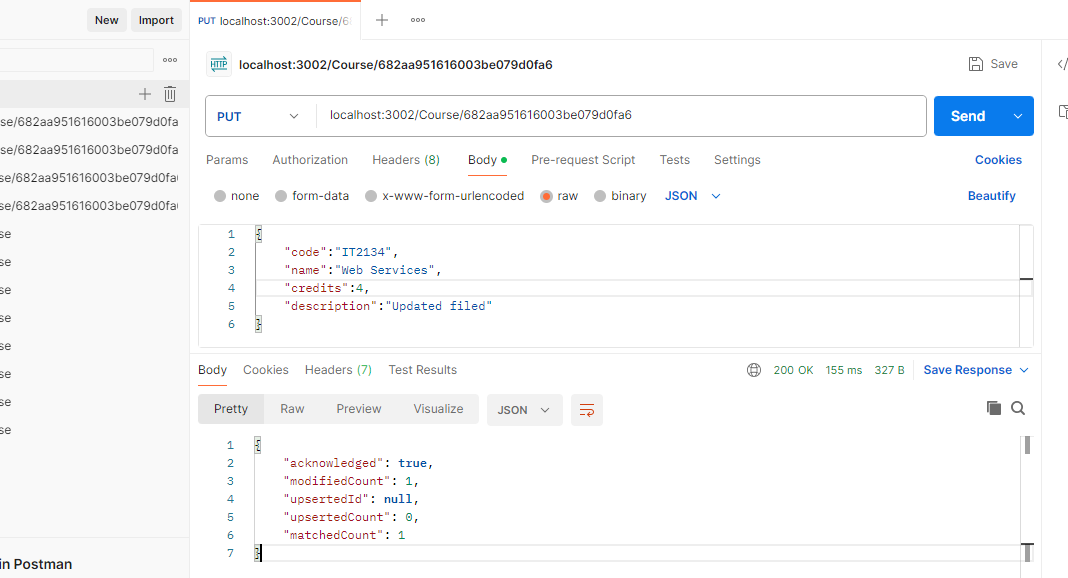 New
Import
PUT localhost:3002/Course/68
localhost:3002/Course/682aa951616003be079d0fa6
Save
PUT
localhost:3002/Course/682aa951616003be079d0fa6
Send
Params
Authorization
Headers (8)
Body
Pre-request Script
Tests
Settings
Cookies
none
form-data
x-www-form-urlencoded
raw
binary
JSON
Beautify
1 {
2 "code":"IT2134",
3 "name":"Web Services",
4 "credits":4,
5 "description":"Updated filed"
6 }
Body
Cookies
Headers (7)
Test Results
200 OK
155 ms
327 B
Save Response
Pretty
Raw
Preview
Visualize
JSON
1 {
2 "acknowledged": true,
3 "modifiedCount": 1,
4 "upsertedId": null,
5 "upsertedCount": 0,
6 "matchedCount": 1
7 }
se/682aa951616003be079d0fa
se/682aa951616003be079d0fa
se/682aa951616003be079d0fa
se/682aa951616003be079d0fa
se
se
se
se
se
se
se
se
in Postman